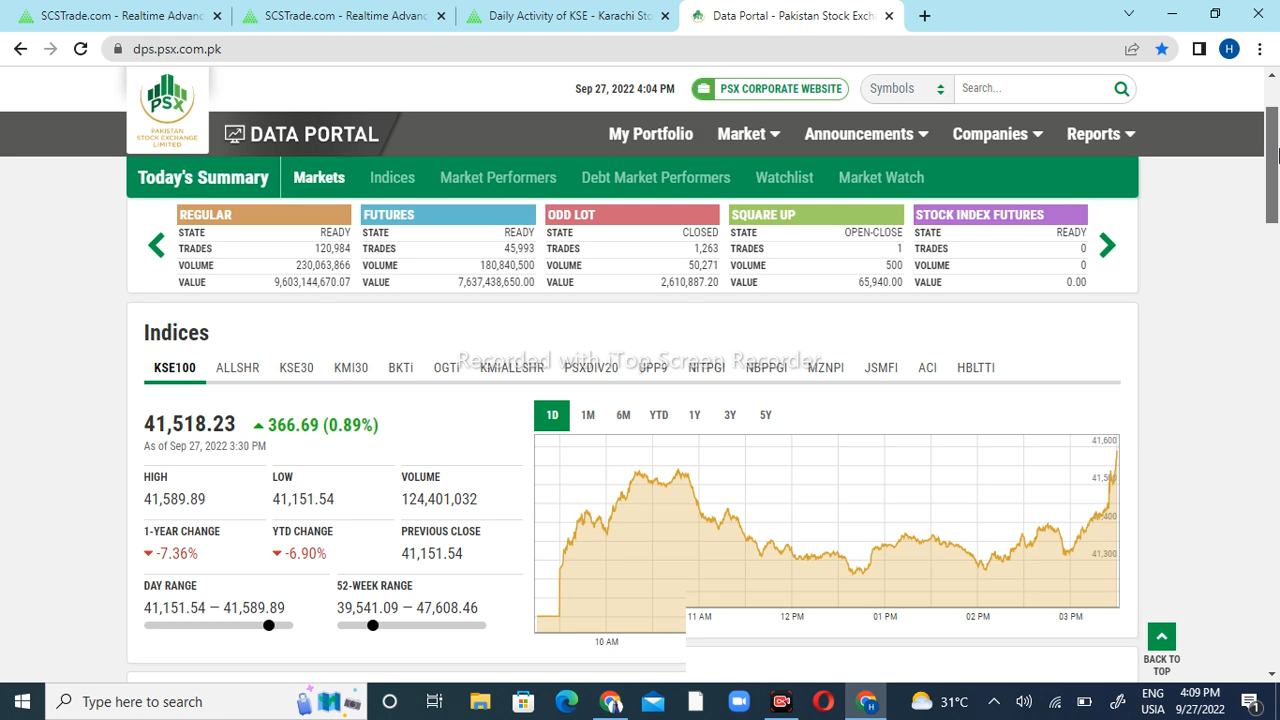 SCSTrade.com - Realtime Advanc
SCSTrade.com - Realtime Advanc
Daily Activity of KSE - Karachi Sto
Data Portal - Pakistan Stock Exch
dps.psx.com.pk
H
PSX
PAKISTAN
STOCK EXCHANGE
LIMITED
Sep 27, 2022 4:04 PM
PSX CORPORATE WEBSITE
Symbols
Search...
DATA PORTAL
My Portfolio Market Announcements Companies Reports
Today's Summary Markets Indices Market Performers Debt Market Performers Watchlist Market Watch
REGULAR FUTURES ODD LOT SQUARE UP STOCK INDEX FUTURES
STATE READY STATE READY STATE CLOSED STATE OPEN-CLOSE STATE READY
TRADES 120,984 TRADES 45,993 TRADES 1,263 TRADES 1 TRADES 0
VOLUME 230,063,866 VOLUME 180,840,500 VOLUME 50,271 VOLUME 500 VOLUME 0
VALUE 9,603,144,670.07 VALUE 7,637,438,650.00 VALUE 2,610,887.20 VALUE 65,940.00 VALUE 0.00
Indices
Recorded with iTop Screen Recorder
KSE100 ALLSHR KSE30 KMI30 BKTi OGTi KMIALLSHR PSXDIV20 UPP9 NITPGI NBPPGI MZNPI JSMFI ACI HBLTTI
41,518.23 366.69 (0.89%)
As of Sep 27, 2022 3:30 PM
HIGH LOW VOLUME
41,589.89 41,151.54 124,401,032
1-YEAR CHANGE YTD CHANGE PREVIOUS CLOSE
-7.36% -6.90% 41,151.54
DAY RANGE 52-WEEK RANGE
41,151.54 — 41,589.89 39,541.09 — 47,608.46
1D 1M 6M YTD 1Y 3Y 5Y
41,600
41,500
41,400
41,300
10 AM 11 AM 12 PM 01 PM 02 PM 03 PM
BACK TO
TOP
Type here to search
H
31°C
ENG
USIA
4:09 PM
9/27/2022
1